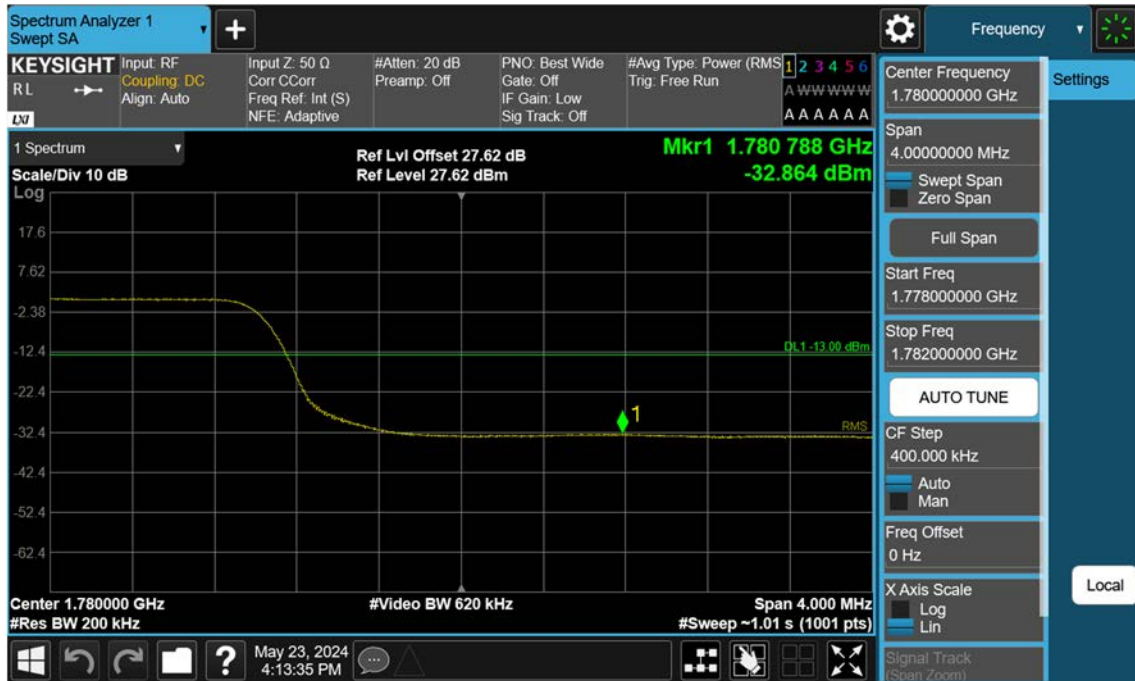 Spectrum Analyzer 1
Swept SA
+
Frequency
KEYSIGHT
R L
LXI
Input: RF
Coupling: DC
Align: Auto
Input Z: 50 Ω
Corr CCorr
Freq Ref: Int (S)
NFE: Adaptive
#Atten: 20 dB
Preamp: Off
PNO: Best Wide
Gate: Off
IF Gain: Low
Sig Track: Off
#Avg Type: Power (RMS
Trig: Free Run
1 2 3 4 5 6
A W W W W W
A A A A A A
1 Spectrum
Scale/Div 10 dB
Log
Ref Lvl Offset 27.62 dB
Ref Level 27.62 dBm
Mkr1 1.780 788 GHz
-32.864 dBm
17.6
7.62
-2.38
-12.4
-22.4
-32.4
-42.4
-52.4
-62.4
DL1 -13.00 dBm
1
RMS
Center 1.780000 GHz
#Video BW 620 kHz
Span 4.000 MHz
#Res BW 200 kHz
#Sweep ~1.01 s (1001 pts)
Center Frequency
1.780000000 GHz
Settings
Span
4.00000000 MHz
Swept Span
Zero Span
Full Span
Start Freq
1.778000000 GHz
Stop Freq
1.782000000 GHz
AUTO TUNE
CF Step
400.000 kHz
Auto
Man
Freq Offset
0 Hz
X Axis Scale
Log
Lin
Local
Signal Track
(Span Zoom)
?
May 23, 2024
4:13:35 PM